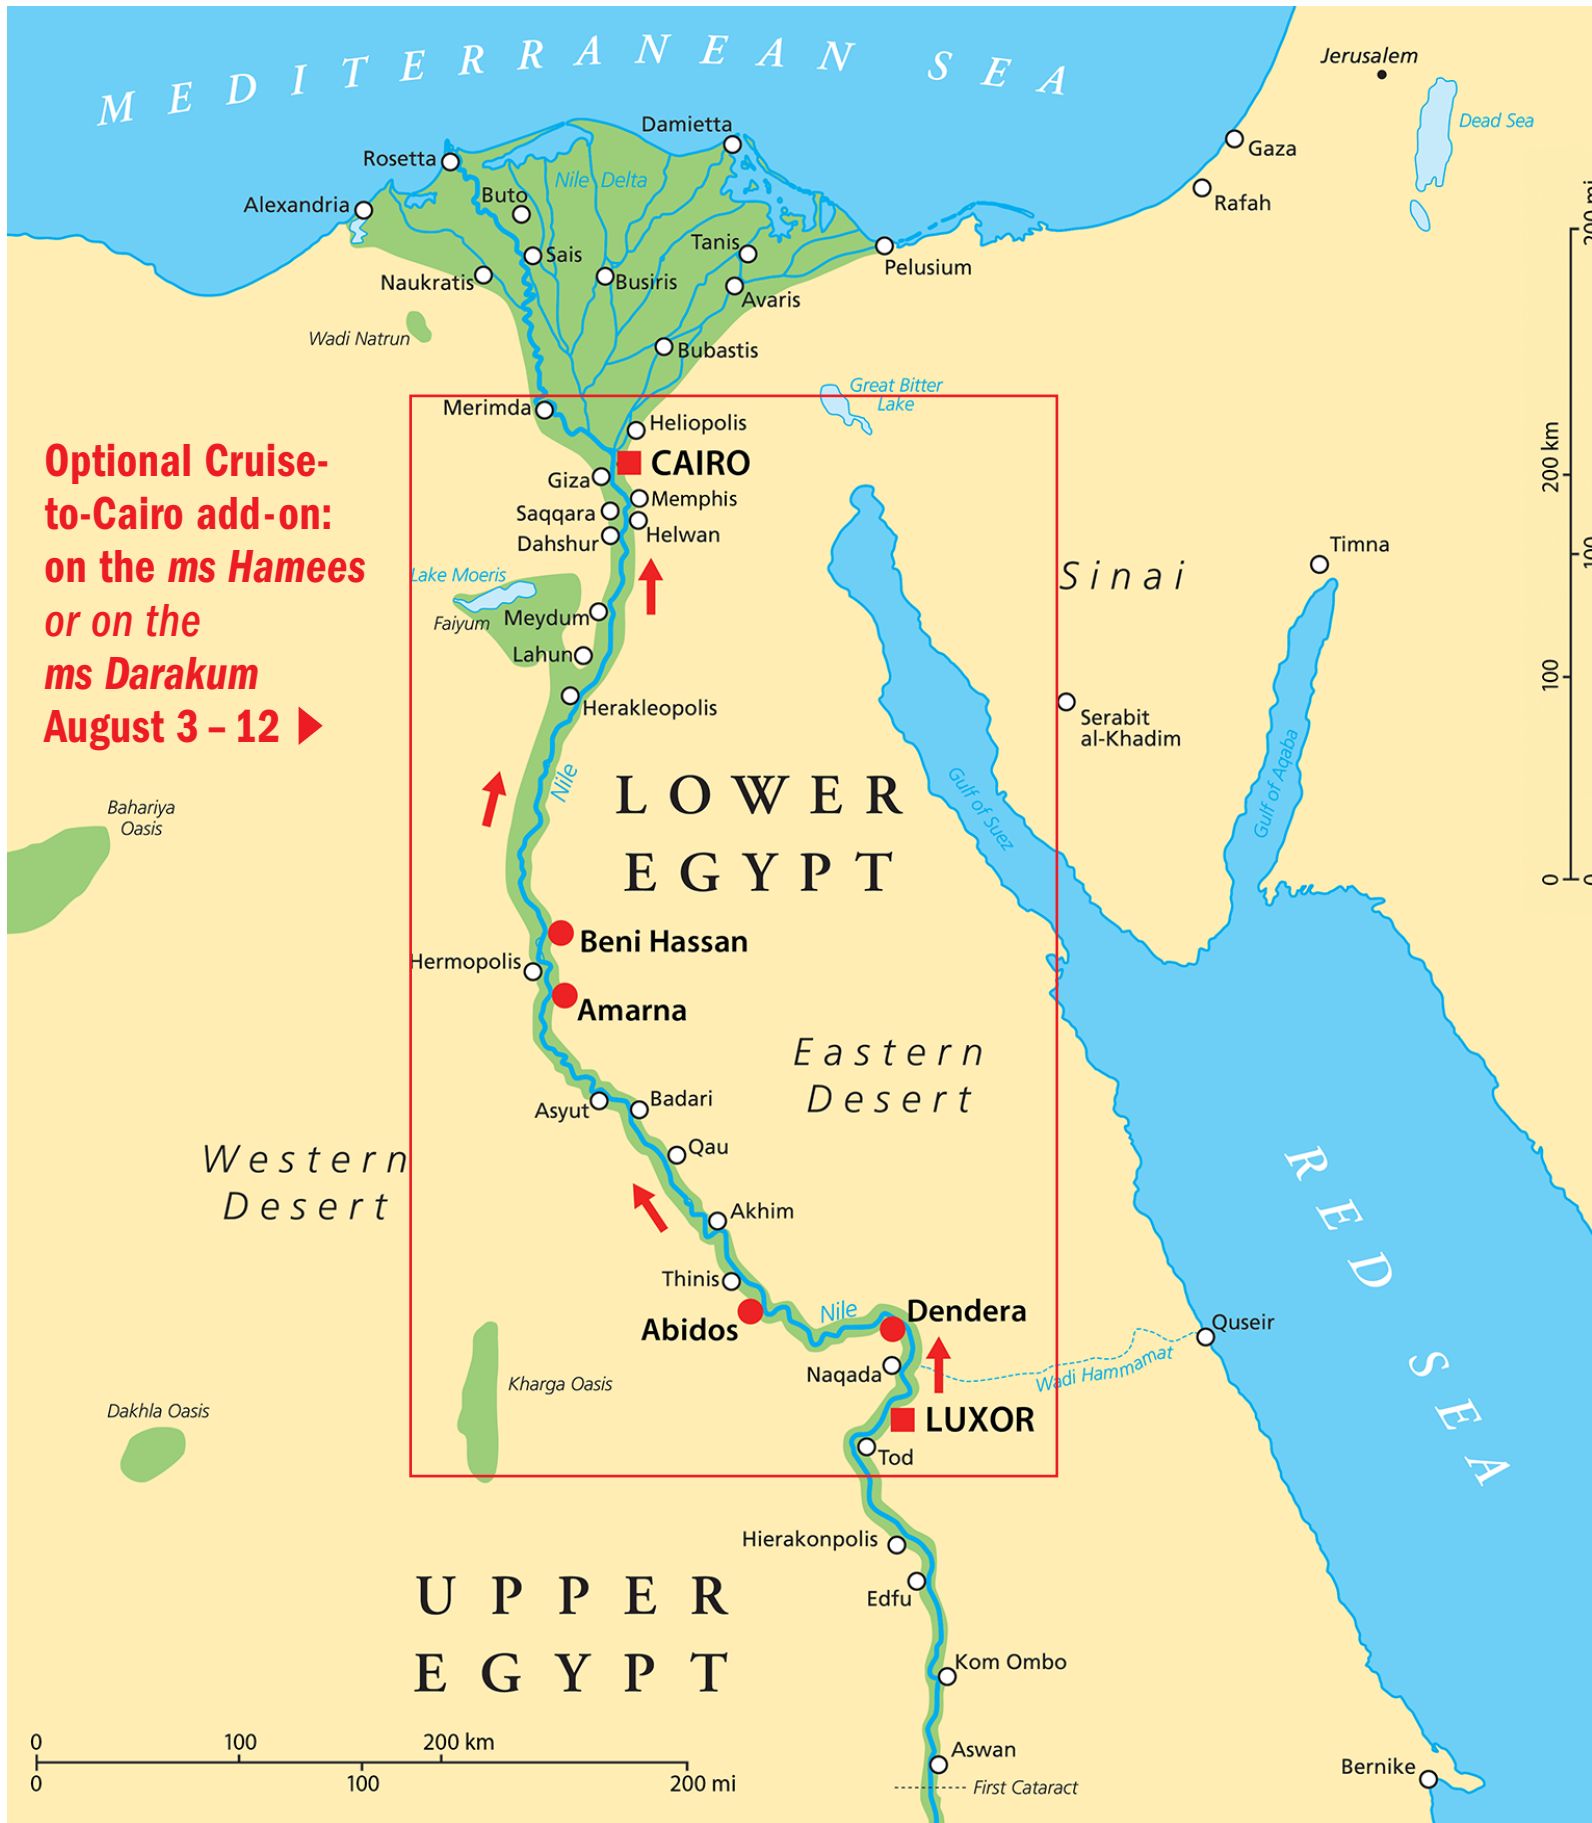 MEDITERRANEAN SEA
Jerusalem
Dead Sea
Damietta
Gaza
Rosetta
Nile Delta
Buto
Rafah
Alexandria
Tanis
Sais
Pelusium
Naukratis
Busiris
Avaris
Wadi Natrun
Bubastis
Great Bitter
Lake
Merimda
Heliopolis
CAIRO
Giza
Memphis
Saqqara
Helwan
Dahshur
Optional Cruise-
to-Cairo add-on:
on the ms Hamees
or on the
ms Darakum
August 3 – 12
Lake Moeris
Faiyum
Meydum
Lahun
Herakleopolis
Sinai
Timna
Serabit
al-Khadim
Gulf of Suez
Gulf of Aqaba
200 km
100
0
Nile
LOWER
EGYPT
Bahariya
Oasis
Beni Hassan
Hermopolis
Amarna
Eastern
Desert
Asyut
Badari
Western
Desert
Qau
Akhim
Thinis
Abidos
Nile
Dendera
Naqada
Quseir
Wadi Hammamat
RED SEA
Kharga Oasis
Dakhla Oasis
LUXOR
Tod
Hierakonpolis
Edfu
UPPER
EGYPT
Kom Ombo
Aswan
First Cataract
Bernike
0 100 200 km
0 100 200 mi